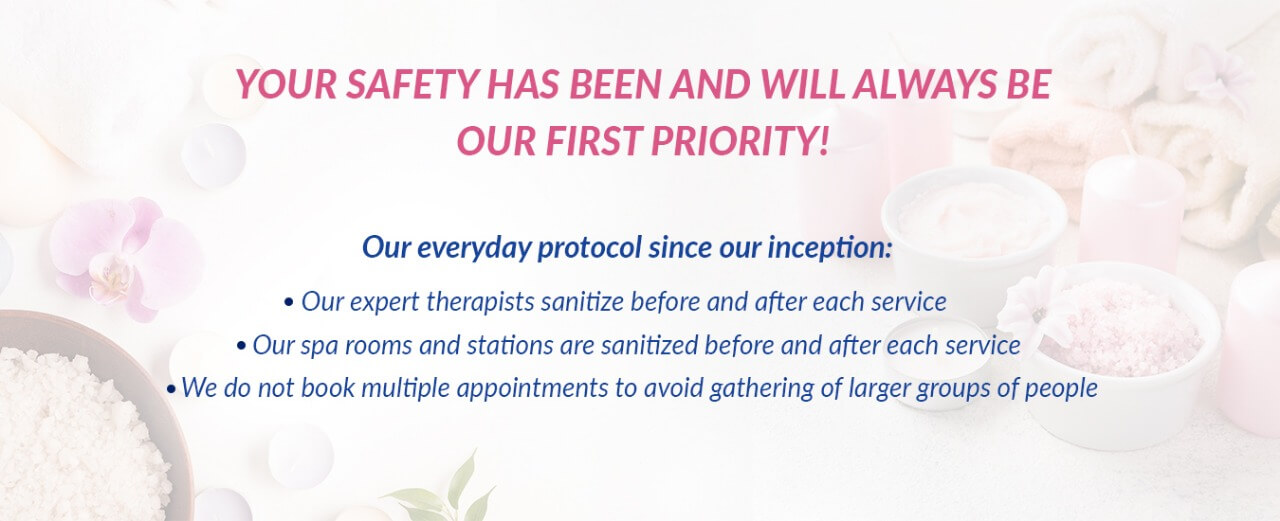 YOUR SAFETY HAS BEEN AND WILL ALWAYS BE
OUR FIRST PRIORITY!
Our everyday protocol since our inception:
• Our expert therapists sanitize before and after each service
• Our spa rooms and stations are sanitized before and after each service
• We do not book multiple appointments to avoid gathering of larger groups of people